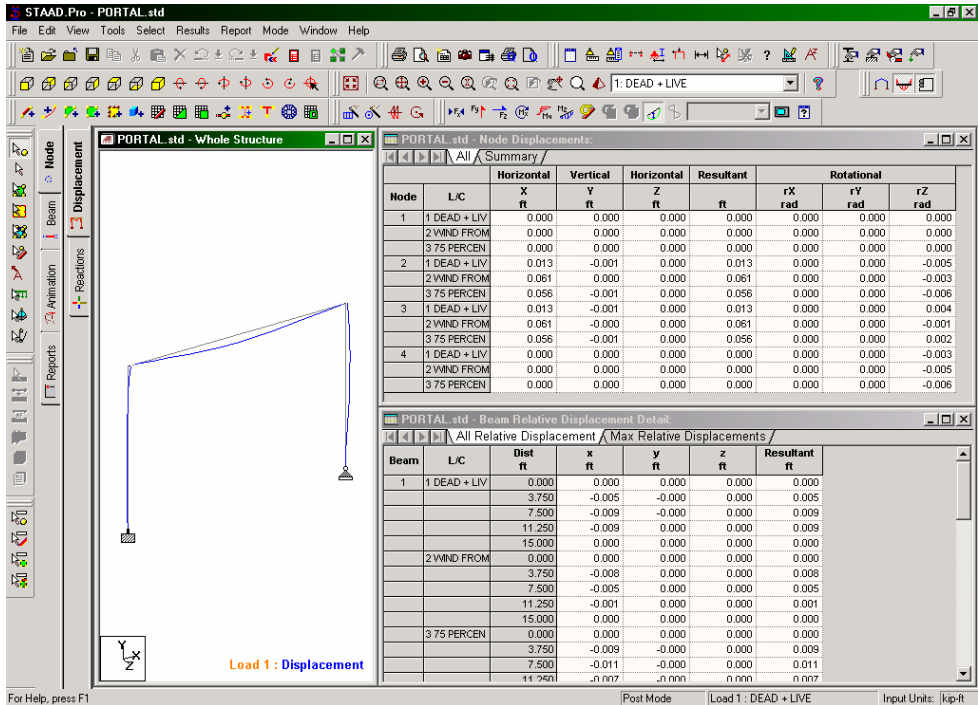 STAAD.Pro - PORTAL.std
File Edit View Tools Select Results Report Mode Window Help
1: DEAD + LIVE
Node
Beam
Animation
Reports
Displacement
Reactions
PORTAL.std - Whole Structure
Y
X
Z
Load 1 : Displacement
PORTAL.std - Node Displacements:
All Summary
Horizontal Vertical Horizontal Resultant Rotational
Node L/C X ft Y ft Z ft ft rX rad rY rad rZ rad
1 1 DEAD + LIV 0.000 0.000 0.000 0.000 0.000 0.000 0.000
2 WIND FROM 0.000 0.000 0.000 0.000 0.000 0.000 0.000
3 75 PERCEN 0.000 0.000 0.000 0.000 0.000 0.000 0.000
2 1 DEAD + LIV 0.013 -0.001 0.000 0.013 0.000 0.000 -0.005
2 WIND FROM 0.061 0.000 0.000 0.061 0.000 0.000 -0.003
3 75 PERCEN 0.056 -0.001 0.000 0.056 0.000 0.000 -0.006
3 1 DEAD + LIV 0.013 -0.001 0.000 0.013 0.000 0.000 0.004
2 WIND FROM 0.061 -0.000 0.000 0.061 0.000 0.000 -0.001
3 75 PERCEN 0.056 -0.001 0.000 0.056 0.000 0.000 0.002
4 1 DEAD + LIV 0.000 0.000 0.000 0.000 0.000 0.000 -0.003
2 WIND FROM 0.000 0.000 0.000 0.000 0.000 0.000 -0.005
3 75 PERCEN 0.000 0.000 0.000 0.000 0.000 0.000 -0.006
PORTAL.std - Beam Relative Displacement Detail:
All Relative Displacement Max Relative Displacements
Beam L/C Dist ft x ft y ft z ft Resultant ft
1 1 DEAD + LIV 0.000 0.000 0.000 0.000 0.000
3.750 -0.005 -0.000 0.000 0.005
7.500 -0.009 -0.000 0.000 0.009
11.250 -0.009 0.000 0.000 0.009
15.000 0.000 0.000 0.000 0.000
2 WIND FROM 0.000 0.000 0.000 0.000 0.000
3.750 -0.008 0.000 0.000 0.008
7.500 -0.005 0.000 0.000 0.005
11.250 -0.001 0.000 0.000 0.001
15.000 0.000 0.000 0.000 0.000
3 75 PERCEN 0.000 0.000 0.000 0.000 0.000
3.750 -0.009 -0.000 0.000 0.009
7.500 -0.011 -0.000 0.000 0.011
11.250 -0.007 0.000 0.000 0.007
For Help, press F1
Post Mode Load 1 : DEAD + LIVE Input Units: kip-ft